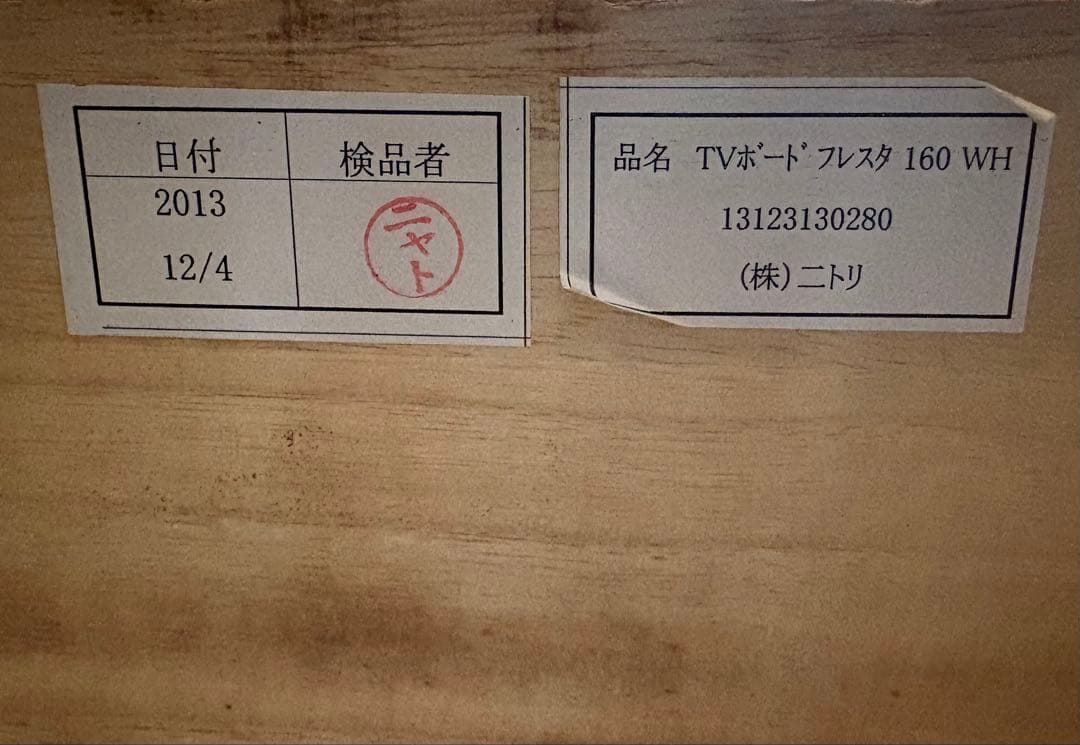 日付 検品者
2013
12/4
ニャト
品名 TVﾎﾞｰﾄﾞ ﾌﾚｽﾀ 160 WH
13123130280
(株)ニトリ